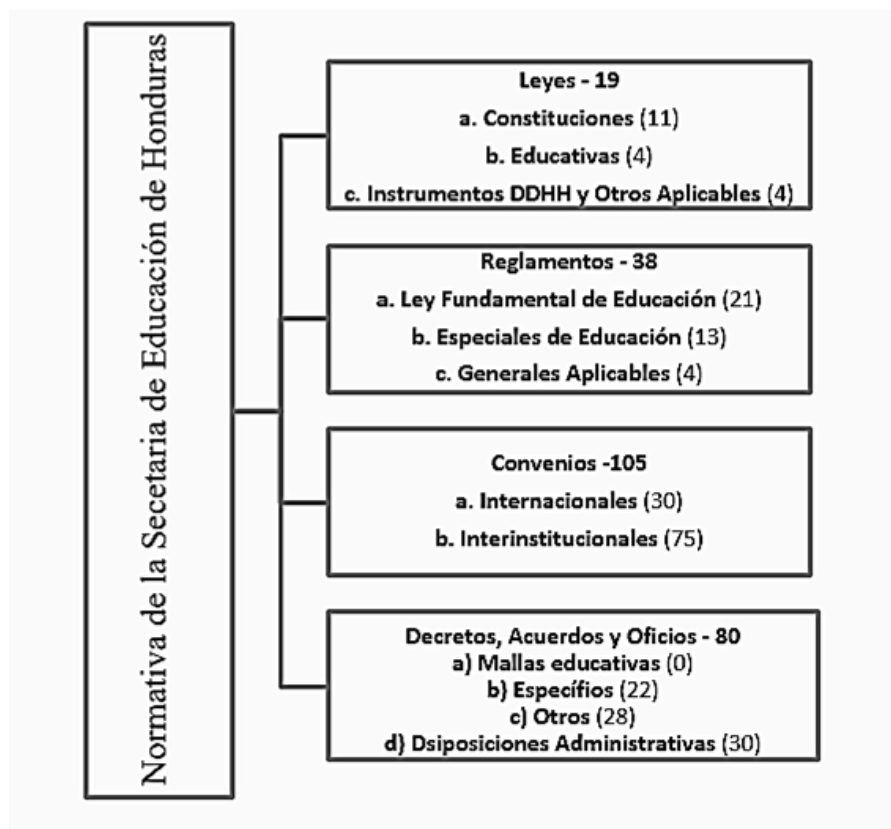 Normativa de la Secetaria de Educación de Honduras
Leyes - 19
a. Constituciones (11)
b. Educativas (4)
c. Instrumentos DDHH y Otros Aplicables (4)
Reglamentos - 38
a. Ley Fundamental de Educación (21)
b. Especiales de Educación (13)
c. Generales Aplicables (4)
Convenios -105
a. Internacionales (30)
b. Interinstitucionales (75)
Decretos, Acuerdos y Oficios - 80
a) Mallas educativas (0)
b) Específios (22)
c) Otros (28)
d) Dsiposiciones Administrativas (30)